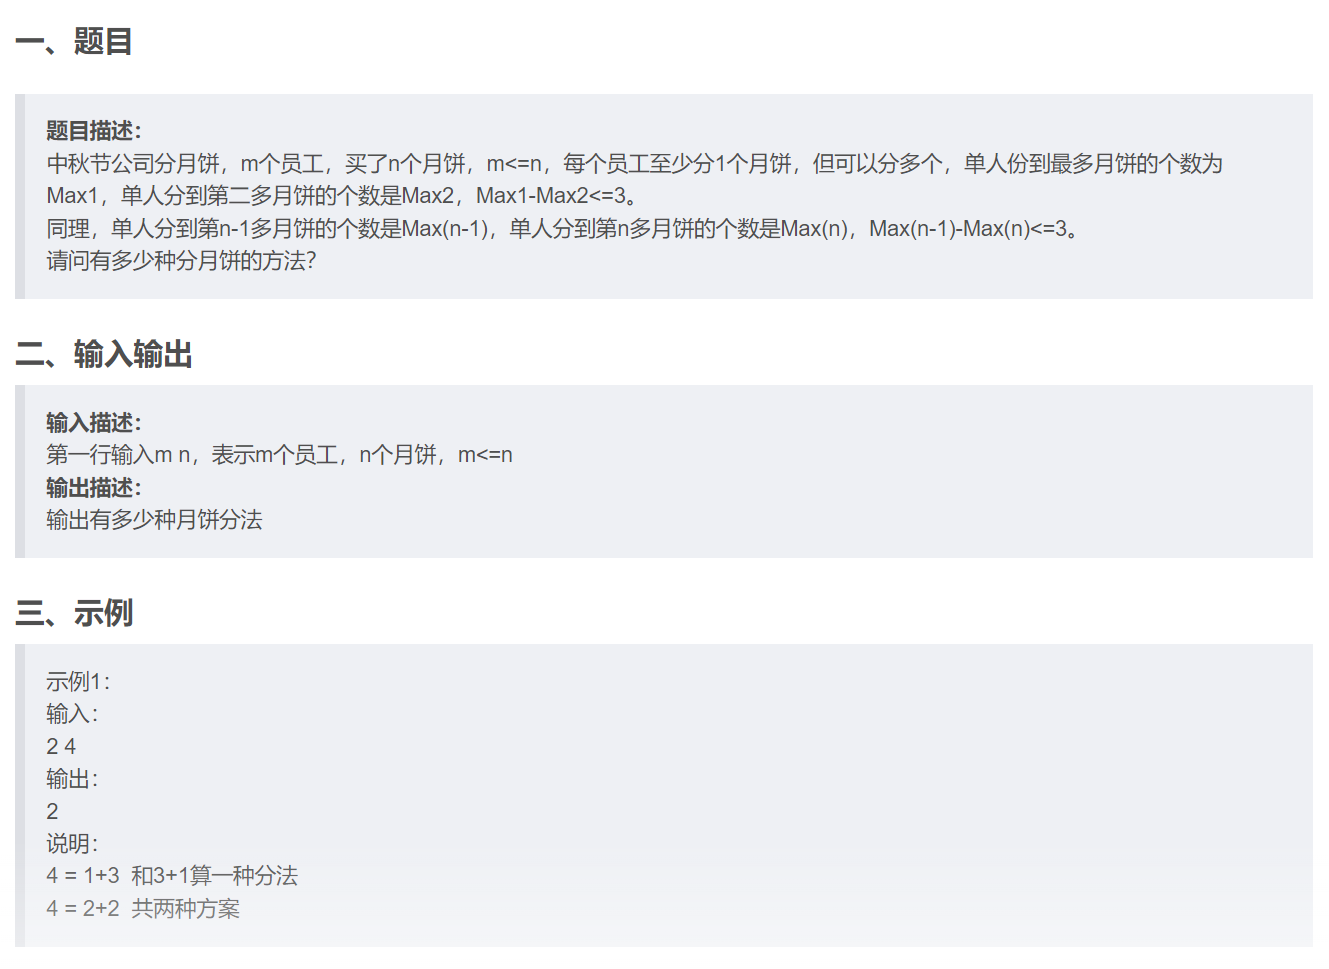 一、题目
题目描述：
中秋节公司分月饼，m个员工，买了n个月饼，m<=n，每个员工至少分1个月饼，但可以分多个，单人份到最多月饼的个数为
Max1，单人分到第二多月饼的个数是Max2，Max1-Max2<=3。
同理，单人分到第n-1多月饼的个数是Max(n-1)，单人分到第n多月饼的个数是Max(n)，Max(n-1)-Max(n)<=3。
请问有多少种分月饼的方法？
二、输入输出
输入描述：
第一行输入m n，表示m个员工，n个月饼，m<=n
输出描述：
输出有多少种月饼分法
三、示例
示例1：
输入：
2 4
输出：
2
说明：
4 = 1+3 和3+1算一种分法
4 = 2+2 共两种方案